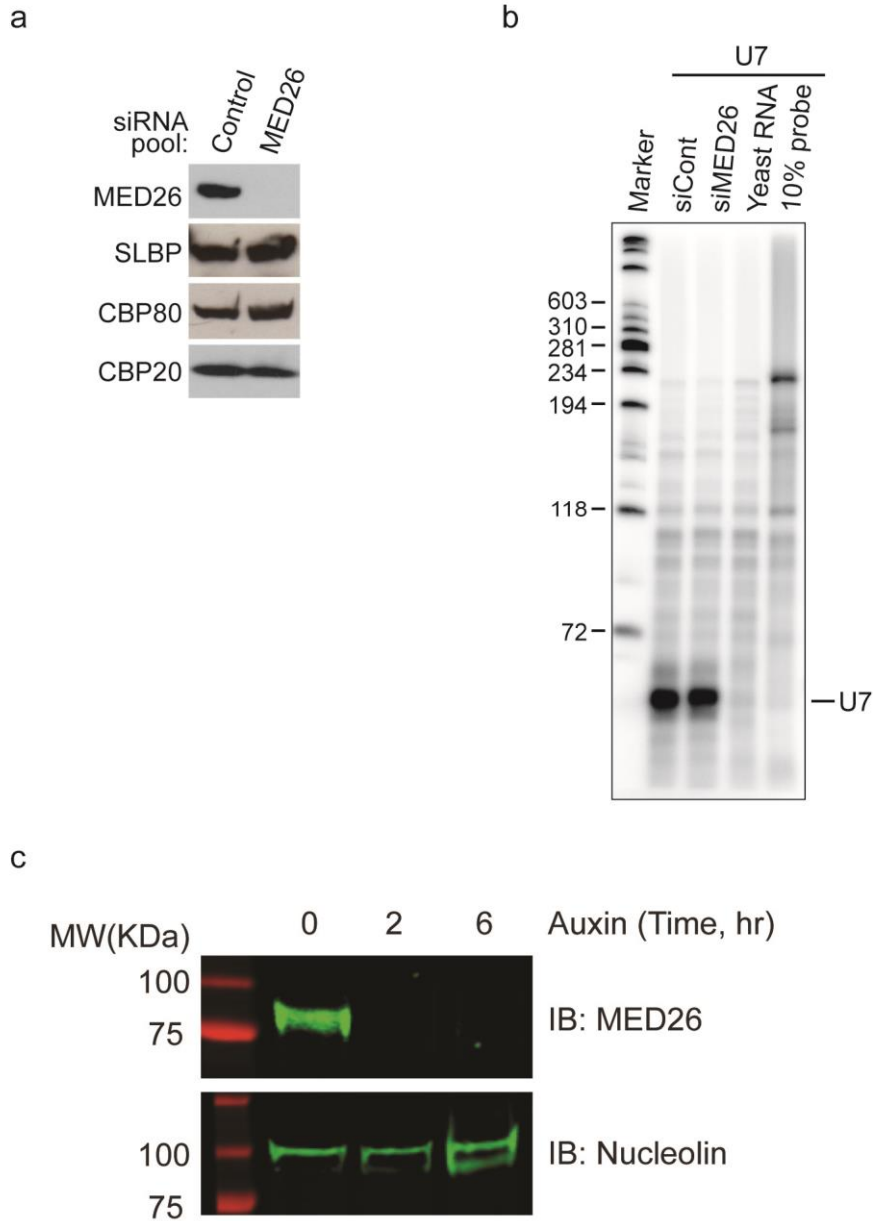 a
siRNA
pool:
Control
MED26
MED26
SLBP
CBP80
CBP20
b
U7
Marker
siCont
siMED26
Yeast RNA
10% probe
603
310
281
234
194
118
72
U7
c
MW(KDa)
0 2 6 Auxin (Time, hr)
100
75
IB: MED26
100
75
IB: Nucleolin